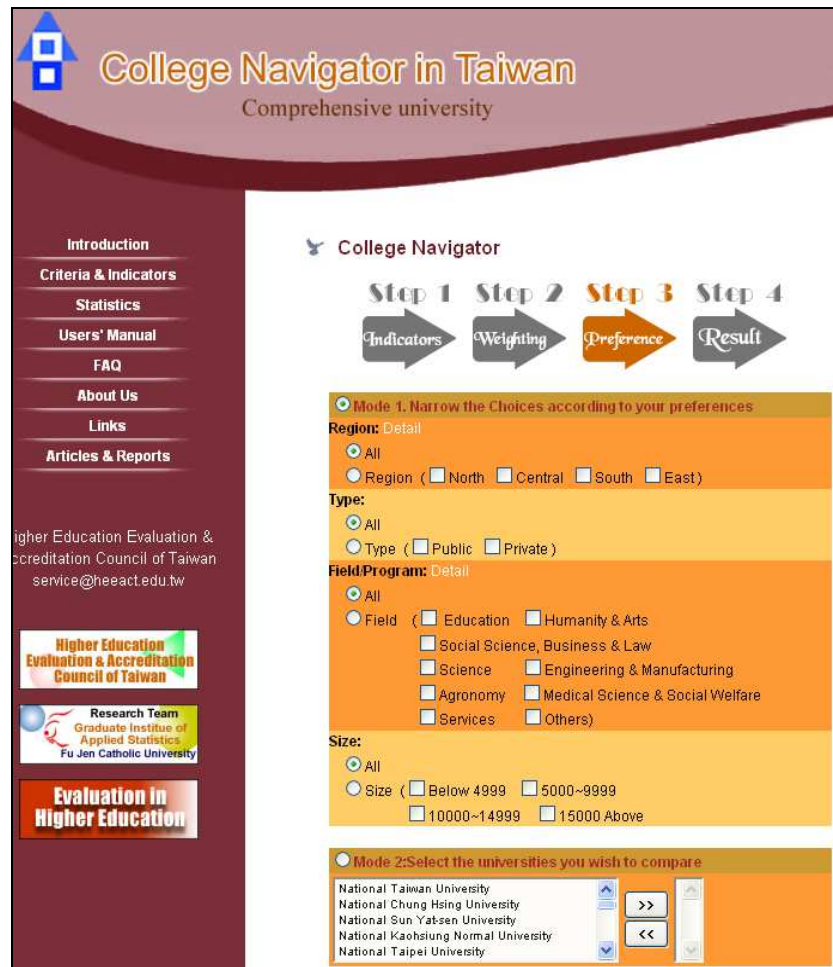 College Navigator in Taiwan
Comprehensive university
Introduction
Criteria & Indicators
Statistics
Users' Manual
FAQ
About Us
Links
Articles & Reports
igher Education Evaluation &
ccreditation Council of Taiwan
service@heeact.edu.tw
Higher Education
Evaluation & Accreditation
Council of Taiwan
Research Team
Graduate Institue of
Applied Statistics
Fu Jen Catholic University
Evaluation in
Higher Education
College Navigator
Step 1 Step 2 Step 3 Step 4
Indicators Weighting Preference Result
Mode 1. Narrow the Choices according to your preferences
Region: Detail
All
Region ( North Central South East )
Type:
All
Type ( Public Private )
Field/Program: Detail
All
Field ( Education Humanity & Arts
Social Science, Business & Law
Science Engineering & Manufacturing
Agronomy Medical Science & Social Welfare
Services Others)
Size:
All
Size ( Below 4999 5000~9999
10000~14999 15000 Above
Mode 2:Select the universities you wish to compare
National Taiwan University
National Chung Hsing University
National Sun Yat-sen University
National Kaohsiung Normal University
National Taipei University
>>
<<